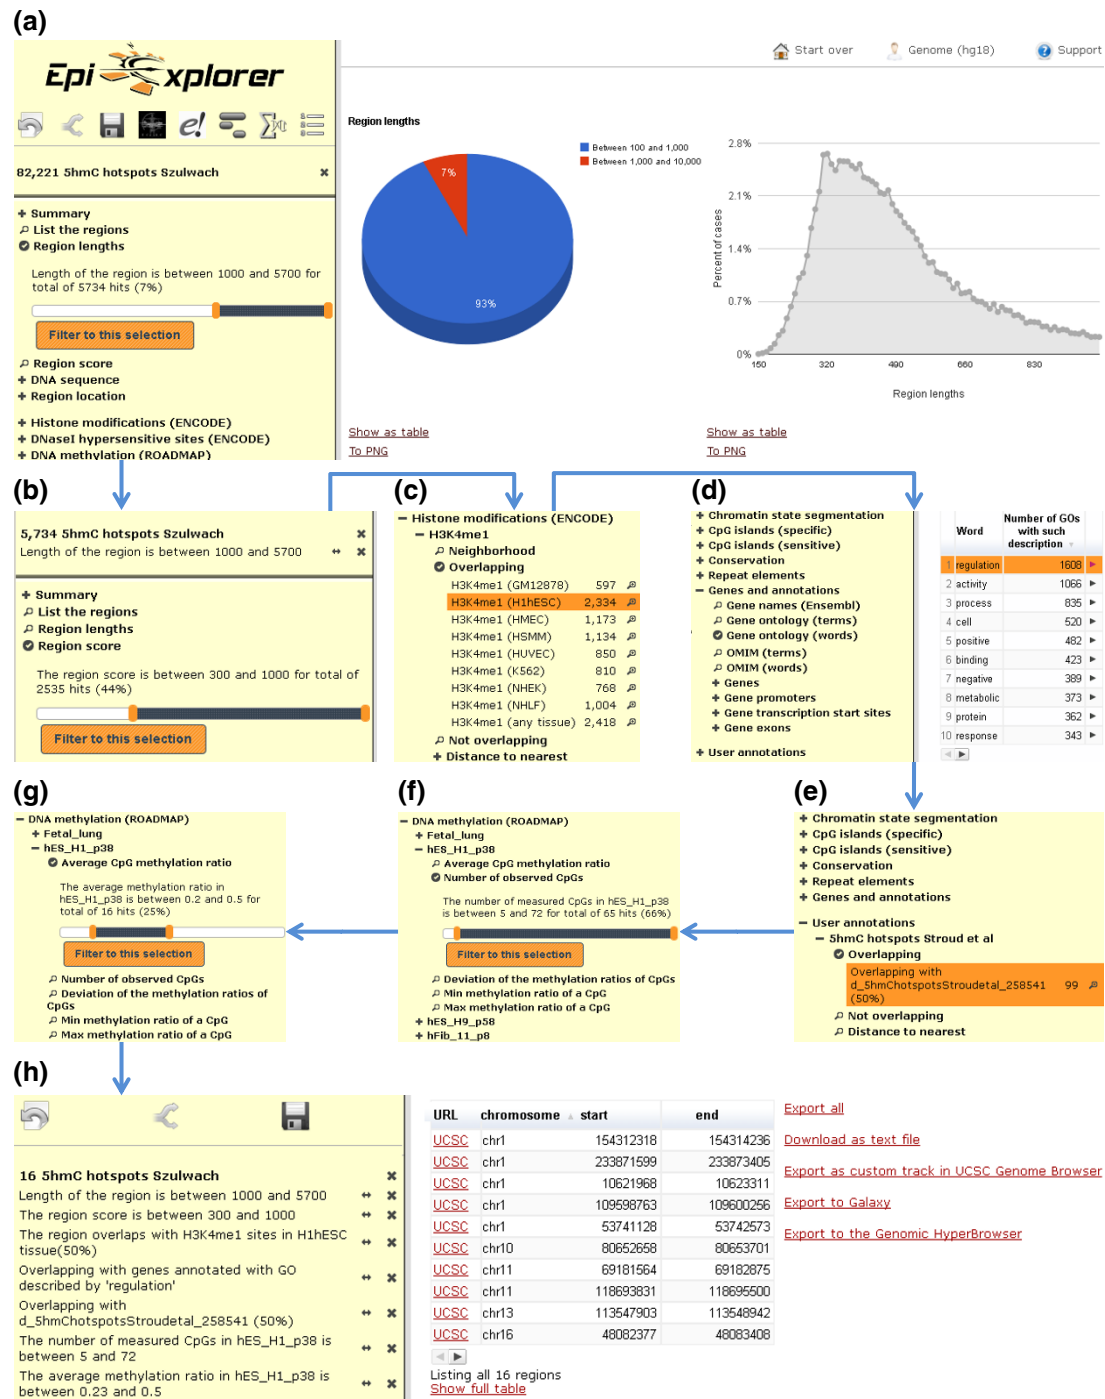 (a)
Epi Explorer
Start over
Genome (hg18)
Support
e!
82,221 5hmC hotspots Szulwach
Summary
List the regions
Region lengths
Length of the region is between 1000 and 5700 for
total of 5734 hits (7%)
Filter to this selection
Region score
DNA sequence
Region location
Histone modifications (ENCODE)
DNaseI hypersensitive sites (ENCODE)
DNA methylation (ROADMAP)
Region lengths
Between 100 and 1,000
Between 1,000 and 10,000
7%
93%
Show as table
To PNG
2.8%
2.1%
1.4%
0.7%
0%
Percent of cases
150 320 490 660 830
Region lengths
Show as table
To PNG
(b)
5,734 5hmC hotspots Szulwach
Length of the region is between 1000 and 5700
Summary
List the regions
Region lengths
Region score
The region score is between 300 and 1000 for total of
2535 hits (44%)
Filter to this selection
(c)
Histone modifications (ENCODE)
H3K4me1
Neighborhood
Overlapping
H3K4me1 (GM12878) 597
H3K4me1 (H1hESC) 2,334
H3K4me1 (HMEC) 1,173
H3K4me1 (HSMM) 1,134
H3K4me1 (HUVEC) 850
H3K4me1 (K562) 810
H3K4me1 (NHEK) 768
H3K4me1 (NHLF) 1,004
H3K4me1 (any tissue) 2,418
Not overlapping
Distance to nearest
(d)
Chromatin state segmentation
CpG islands (specific)
CpG islands (sensitive)
Conservation
Repeat elements
Genes and annotations
Gene names (Ensembl)
Gene ontology (terms)
Gene ontology (words)
OMIM (terms)
OMIM (words)
Genes
Gene promoters
Gene transcription start sites
Gene exons
User annotations
Word Number of GOs
with such
description
1 regulation 1608
2 activity 1066
3 process 835
4 cell 520
5 positive 482
6 binding 423
7 negative 389
8 metabolic 373
9 protein 362
10 response 343
(g)
DNA methylation (ROADMAP)
Fetal_lung
hES_H1_p38
Average CpG methylation ratio
The average methylation ratio in
hES_H1_p38 is between 0.2 and 0.5 for
total of 16 hits (25%)
Filter to this selection
Number of observed CpGs
Deviation of the methylation ratios of
CpGs
Min methylation ratio of a CpG
Max methylation ratio of a CpG
(f)
DNA methylation (ROADMAP)
Fetal_lung
hES_H1_p38
Average CpG methylation ratio
Number of observed CpGs
The number of measured CpGs in hES_H1_p38
is between 5 and 72 for total of 65 hits (66%)
Filter to this selection
Deviation of the methylation ratios of CpGs
Min methylation ratio of a CpG
Max methylation ratio of a CpG
hES_H9_p58
hFib_11_p8
(e)
Chromatin state segmentation
CpG islands (specific)
CpG islands (sensitive)
Conservation
Repeat elements
Genes and annotations
User annotations
5hmC hotspots Stroud et al
Overlapping
Overlapping with
d_5hmChotspotsStroudetal_258541 99
(50%)
Not overlapping
Distance to nearest
(h)
16 5hmC hotspots Szulwach
Length of the region is between 1000 and 5700
The region score is between 300 and 1000
The region overlaps with H3K4me1 sites in H1hESC
tissue(50%)
Overlapping with genes annotated with GO
described by 'regulation'
Overlapping with
d_5hmChotspotsStroudetal_258541 (50%)
The number of measured CpGs in hES_H1_p38 is
between 5 and 72
The average methylation ratio in hES_H1_p38 is
between 0.23 and 0.5
URL chromosome start end
UCSC chr1 154312318 154314236
UCSC chr1 233871599 233873405
UCSC chr1 10621968 10623311
UCSC chr1 109598763 109600256
UCSC chr1 53741128 53742573
UCSC chr10 80652658 80653701
UCSC chr11 69181564 69182875
UCSC chr11 118693831 118695500
UCSC chr13 113547903 113548942
UCSC chr16 48082377 48083408
Listing all 16 regions
Show full table
Export all
Download as text file
Export as custom track in UCSC Genome Browser
Export to Galaxy
Export to the Genomic HyperBrowser